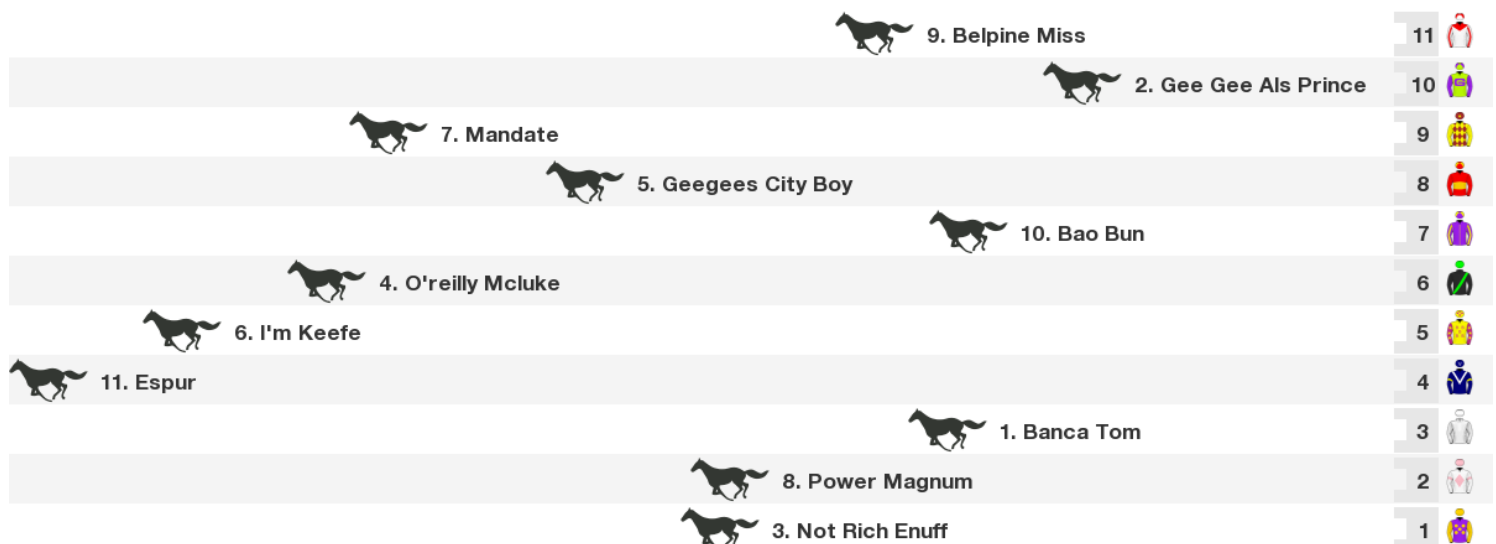 9. Belpine Miss 11
2. Gee Gee Als Prince 10
7. Mandate 9
5. Geegees City Boy 8
10. Bao Bun 7
4. O'reilly Mcluke 6
6. I'm Keefe 5
11. Espur 4
1. Banca Tom 3
8. Power Magnum 2
3. Not Rich Enuff 1